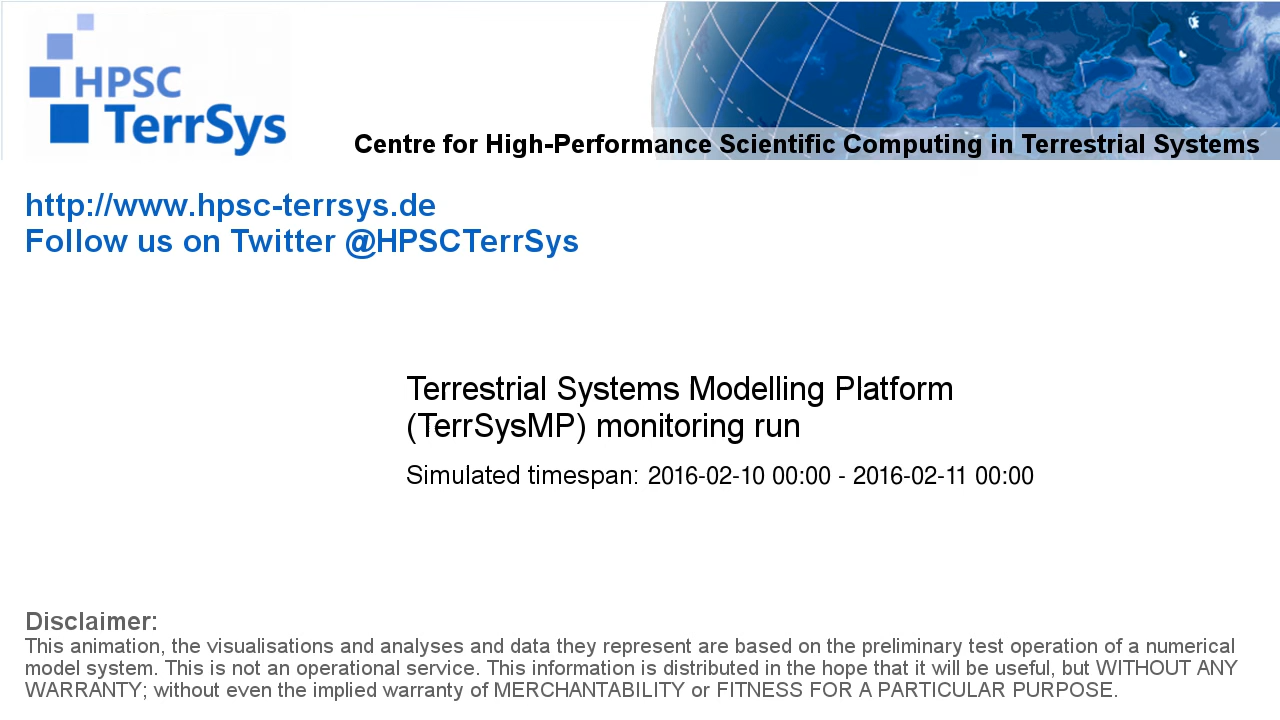 HPSC
TerrSys
Centre for High-Performance Scientific Computing in Terrestrial Systems
http://www.hpsc-terrsys.de
Follow us on Twitter @HPSCTerrSys
Terrestrial Systems Modelling Platform
(TerrSysMP) monitoring run
Simulated timespan: 2016-02-10 00:00 - 2016-02-11 00:00
Disclaimer:
This animation, the visualisations and analyses and data they represent are based on the preliminary test operation of a numerical
model system. This is not an operational service. This information is distributed in the hope that it will be useful, but WITHOUT ANY
WARRANTY; without even the implied warranty of MERCHANTABILITY or FITNESS FOR A PARTICULAR PURPOSE.